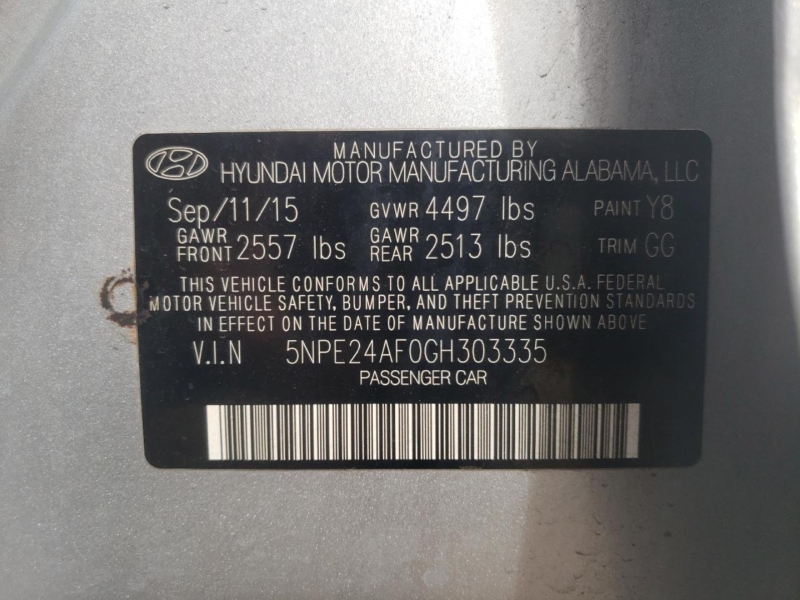 MANUFACTURED BY
HYUNDAI MOTOR MANUFACTURING ALABAMA, LLC
Sep/11/15 GVWR 4497 lbs PAINT Y8
GAWR FRONT 2557 lbs GAWR REAR 2513 lbs TRIM GG
THIS VEHICLE CONFORMS TO ALL APPLICABLE U.S.A. FEDERAL
MOTOR VEHICLE SAFETY, BUMPER, AND THEFT PREVENTION STANDARDS
IN EFFECT ON THE DATE OF MANUFACTURE SHOWN ABOVE.
V.I.N 5NPE24AF0GH303335
PASSENGER CAR